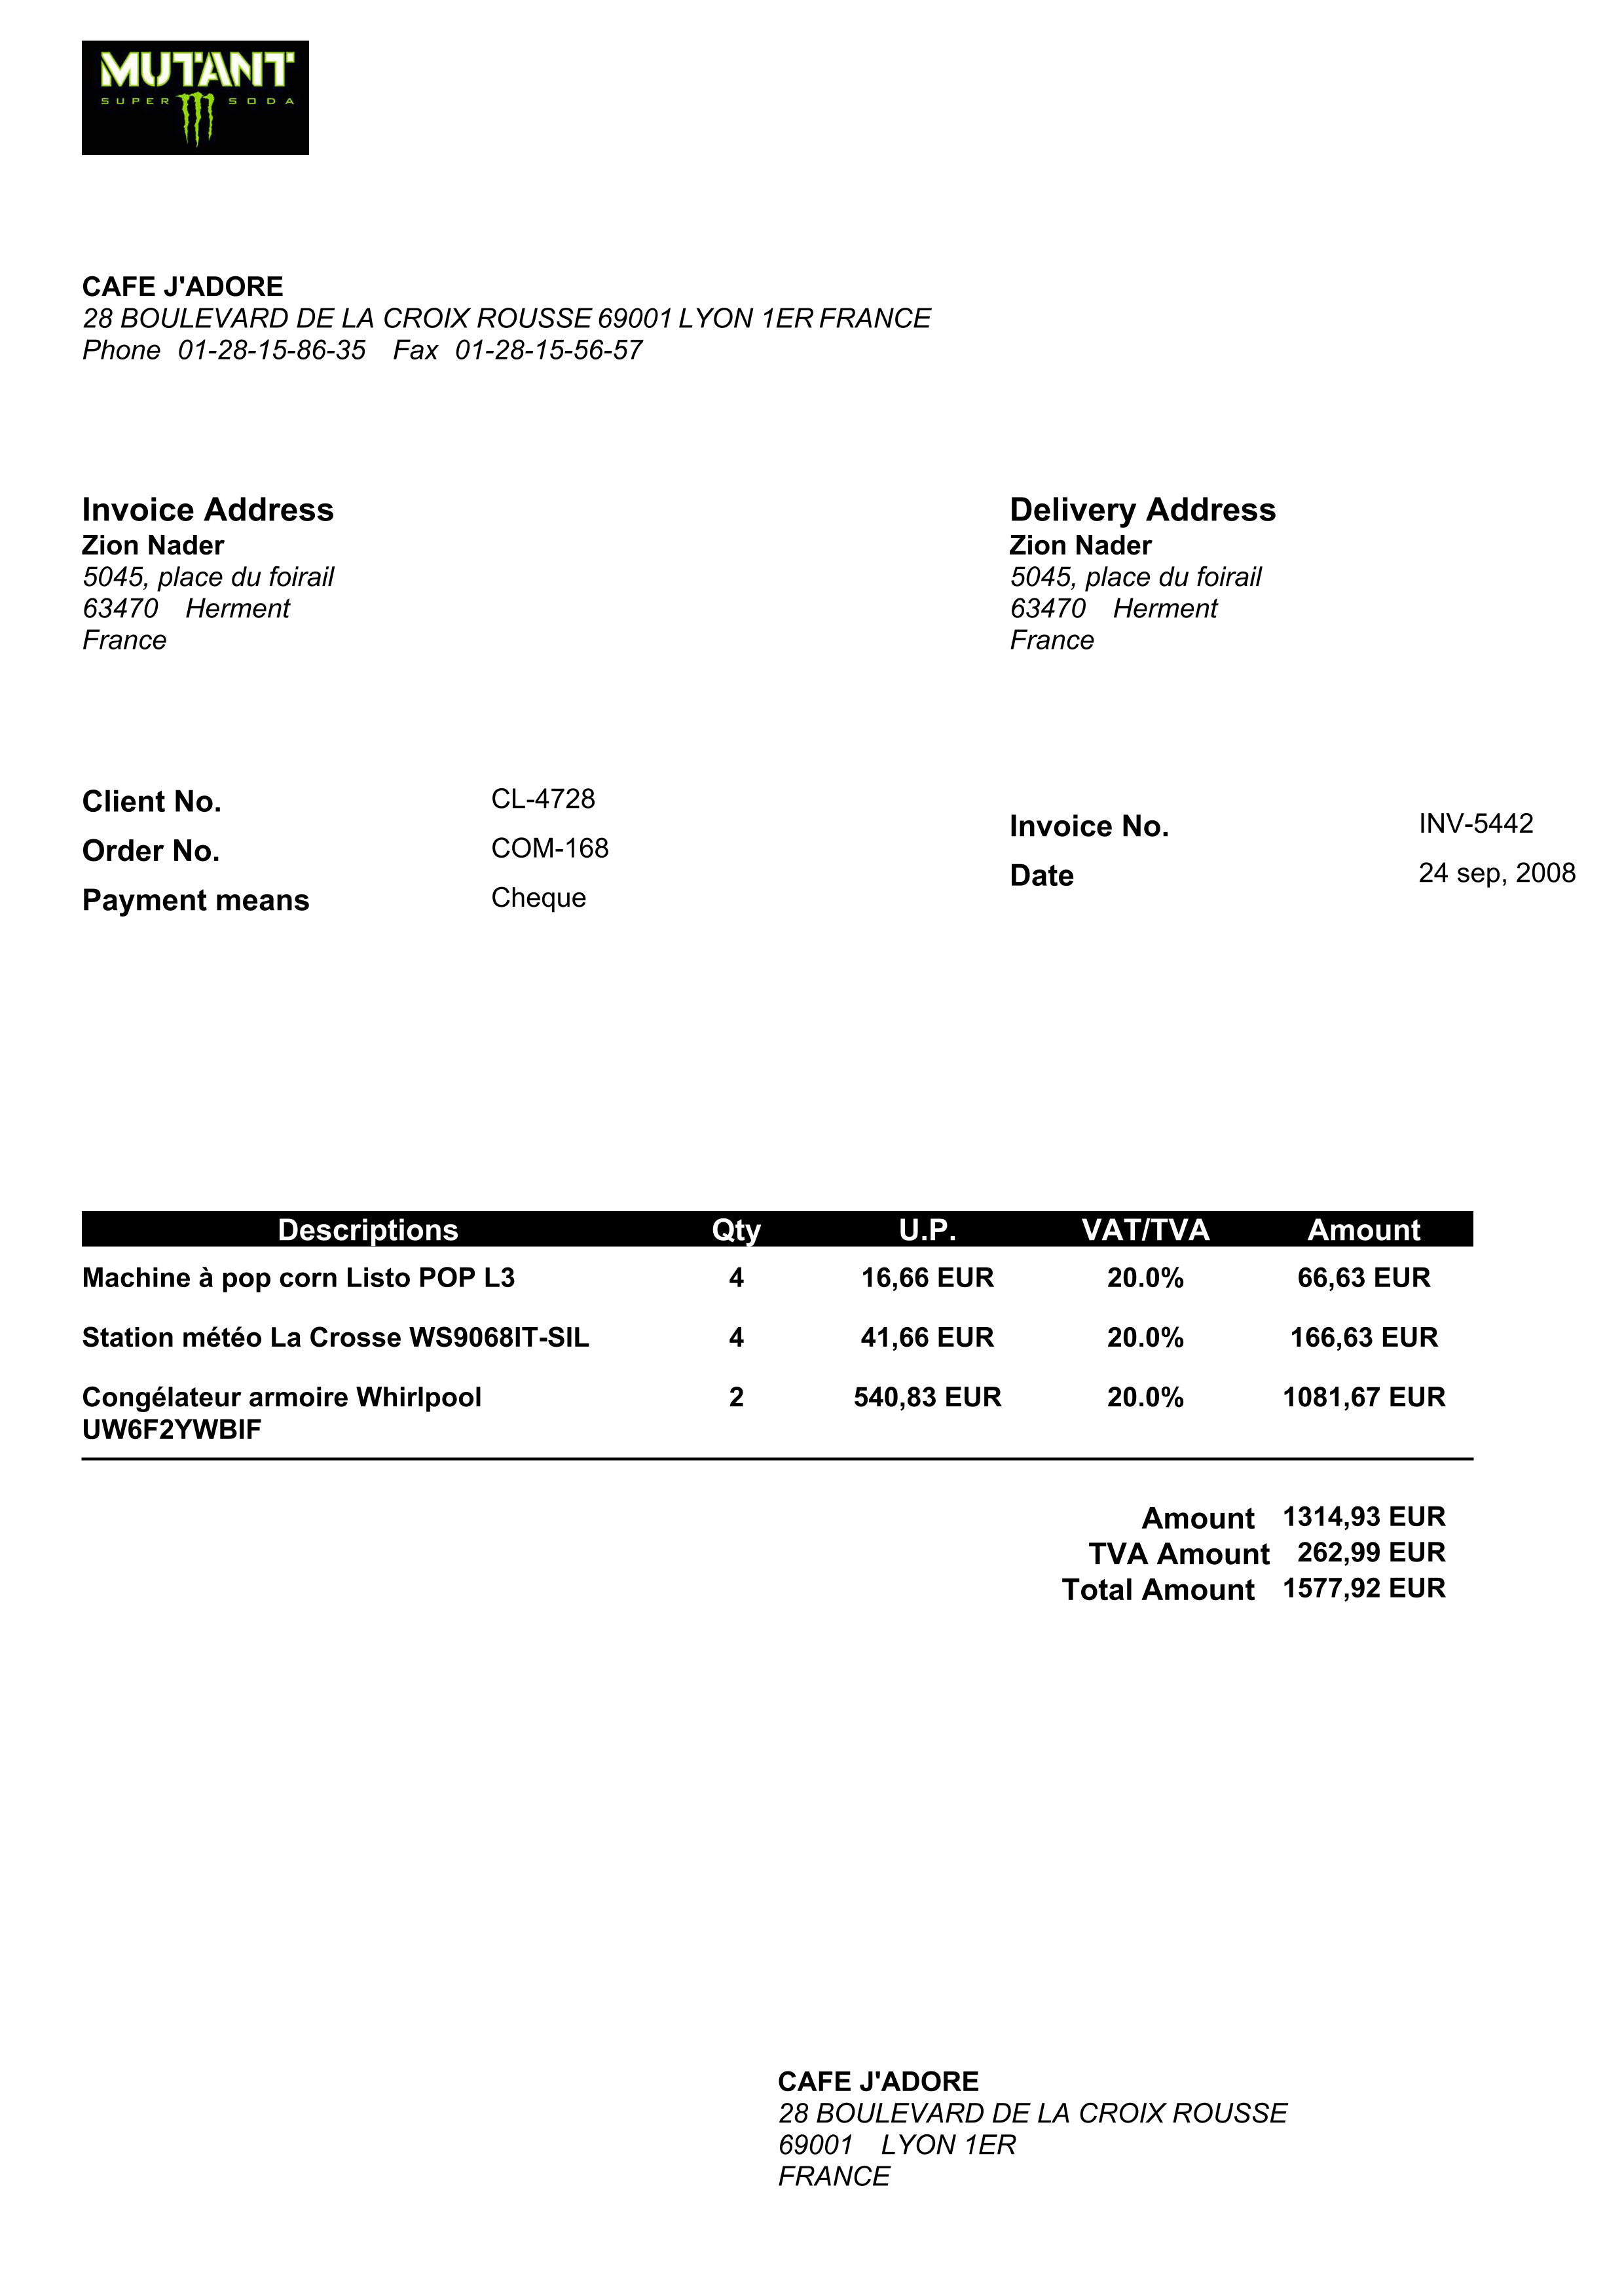 MUTANT
SUPER SODA
CAFE J'ADORE
28 BOULEVARD DE LA CROIX ROUSSE 69001 LYON 1ER FRANCE
Phone 01-28-15-86-35 Fax 01-28-15-56-57
Invoice Address
Zion Nader
5045, place du foirail
63470 Herment
France
Delivery Address
Zion Nader
5045, place du foirail
63470 Herment
France
Client No. CL-4728
Order No. COM-168
Payment means Cheque
Invoice No. INV-5442
Date 24 sep, 2008
Descriptions Qty U.P. VAT/TVA Amount
Machine à pop corn Listo POP L3 4 16,66 EUR 20.0% 66,63 EUR
Station météo La Crosse WS9068IT-SIL 4 41,66 EUR 20.0% 166,63 EUR
Congélateur armoire Whirlpool 2 540,83 EUR 20.0% 1081,67 EUR
UW6F2YWBIF
Amount 1314,93 EUR
TVA Amount 262,99 EUR
Total Amount 1577,92 EUR
CAFE J'ADORE
28 BOULEVARD DE LA CROIX ROUSSE
69001 LYON 1ER
FRANCE